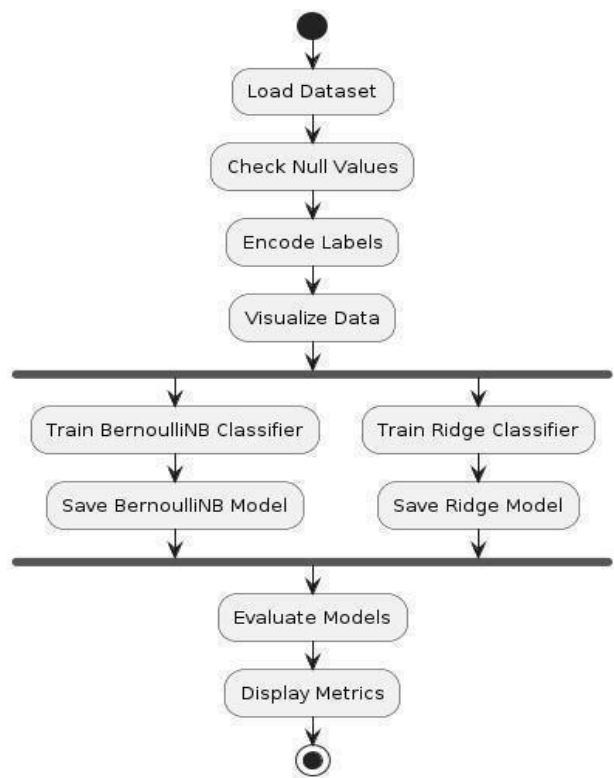 Load Dataset
Check Null Values
Encode Labels
Visualize Data
Train BernoulliNB Classifier
Train Ridge Classifier
Save BernoulliNB Model
Save Ridge Model
Evaluate Models
Display Metrics